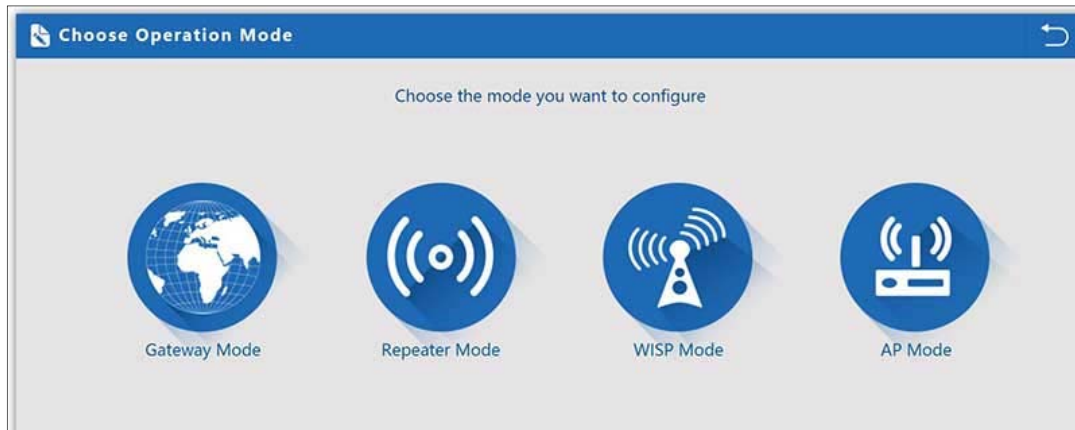 Choose Operation Mode
Choose the mode you want to configure
Gateway Mode
Repeater Mode
WISP Mode
AP Mode